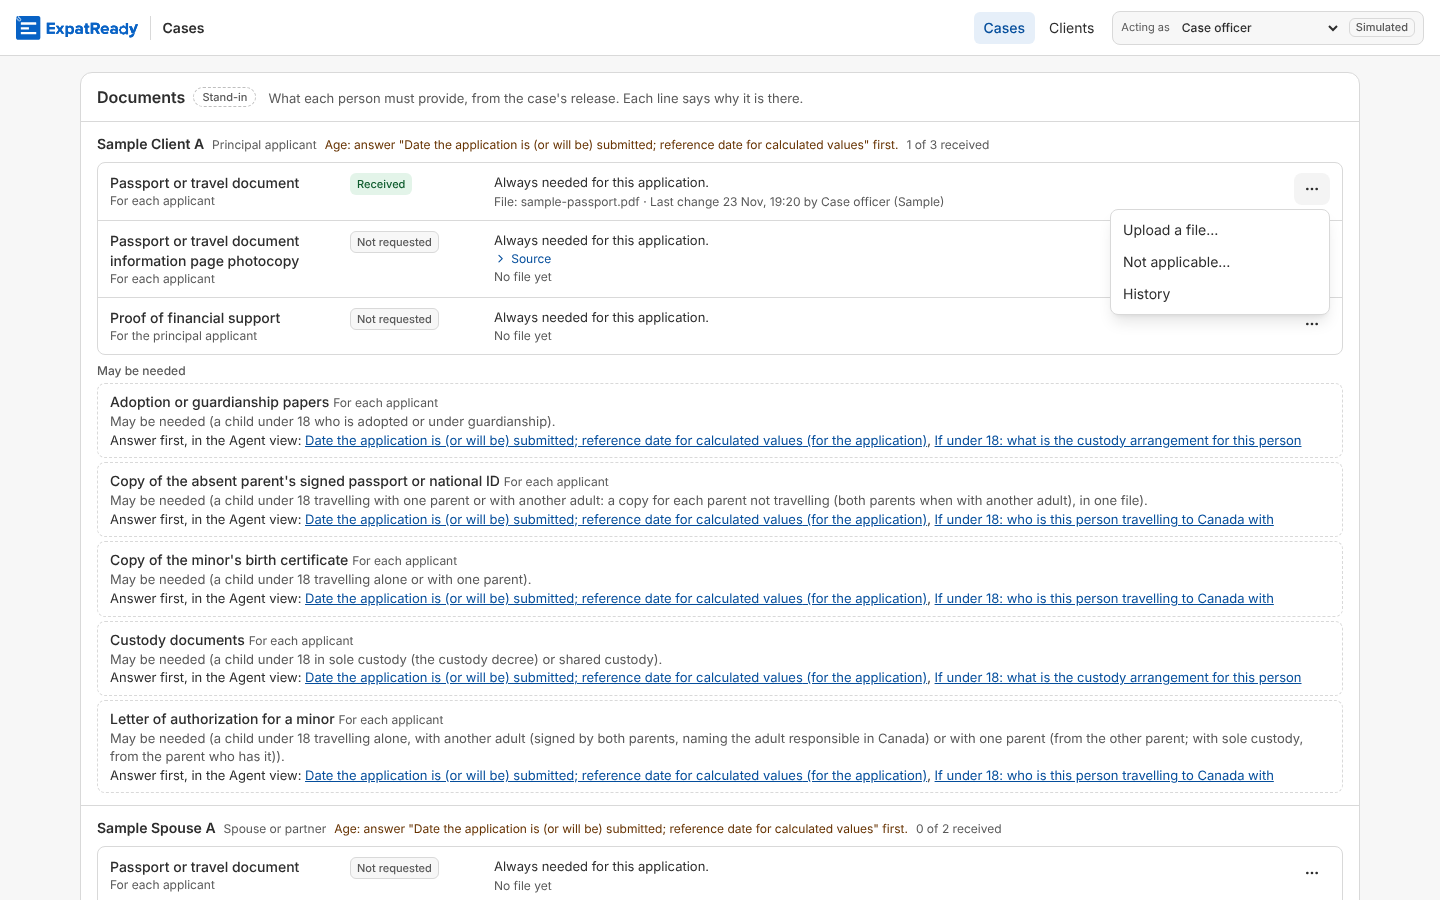 ExpatReady
Cases
Cases
Clients
Acting as
Case officer
Simulated
Documents
Stand-in
What each person must provide, from the case's release. Each line says why it is there.
Sample Client A Principal applicant Age: answer "Date the application is (or will be) submitted; reference date for calculated values" first. 1 of 3 received
Passport or travel document
For each applicant
Received
Always needed for this application.
File: sample-passport.pdf · Last change 23 Nov, 19:20 by Case officer (Sample)
...
Upload a file...
Not applicable...
History
Passport or travel document
information page photocopy
For each applicant
Not requested
Always needed for this application.
Source
No file yet
Proof of financial support
For the principal applicant
Not requested
Always needed for this application.
No file yet
...
May be needed
Adoption or guardianship papers For each applicant
May be needed (a child under 18 who is adopted or under guardianship).
Answer first, in the Agent view: Date the application is (or will be) submitted; reference date for calculated values (for the application), If under 18: what is the custody arrangement for this person
Copy of the absent parent's signed passport or national ID For each applicant
May be needed (a child under 18 travelling with one parent or with another adult: a copy for each parent not travelling (both parents when with another adult), in one file).
Answer first, in the Agent view: Date the application is (or will be) submitted; reference date for calculated values (for the application), If under 18: who is this person travelling to Canada with
Copy of the minor's birth certificate For each applicant
May be needed (a child under 18 travelling alone or with one parent).
Answer first, in the Agent view: Date the application is (or will be) submitted; reference date for calculated values (for the application), If under 18: who is this person travelling to Canada with
Custody documents For each applicant
May be needed (a child under 18 in sole custody (the custody decree) or shared custody).
Answer first, in the Agent view: Date the application is (or will be) submitted; reference date for calculated values (for the application), If under 18: what is the custody arrangement for this person
Letter of authorization for a minor For each applicant
May be needed (a child under 18 travelling alone, with another adult (signed by both parents, naming the adult responsible in Canada) or with one parent (from the other parent; with sole custody,
from the parent who has it)).
Answer first, in the Agent view: Date the application is (or will be) submitted; reference date for calculated values (for the application), If under 18: who is this person travelling to Canada with
Sample Spouse A Spouse or partner Age: answer "Date the application is (or will be) submitted; reference date for calculated values" first. 0 of 2 received
Passport or travel document
For each applicant
Not requested
Always needed for this application.
No file yet
...